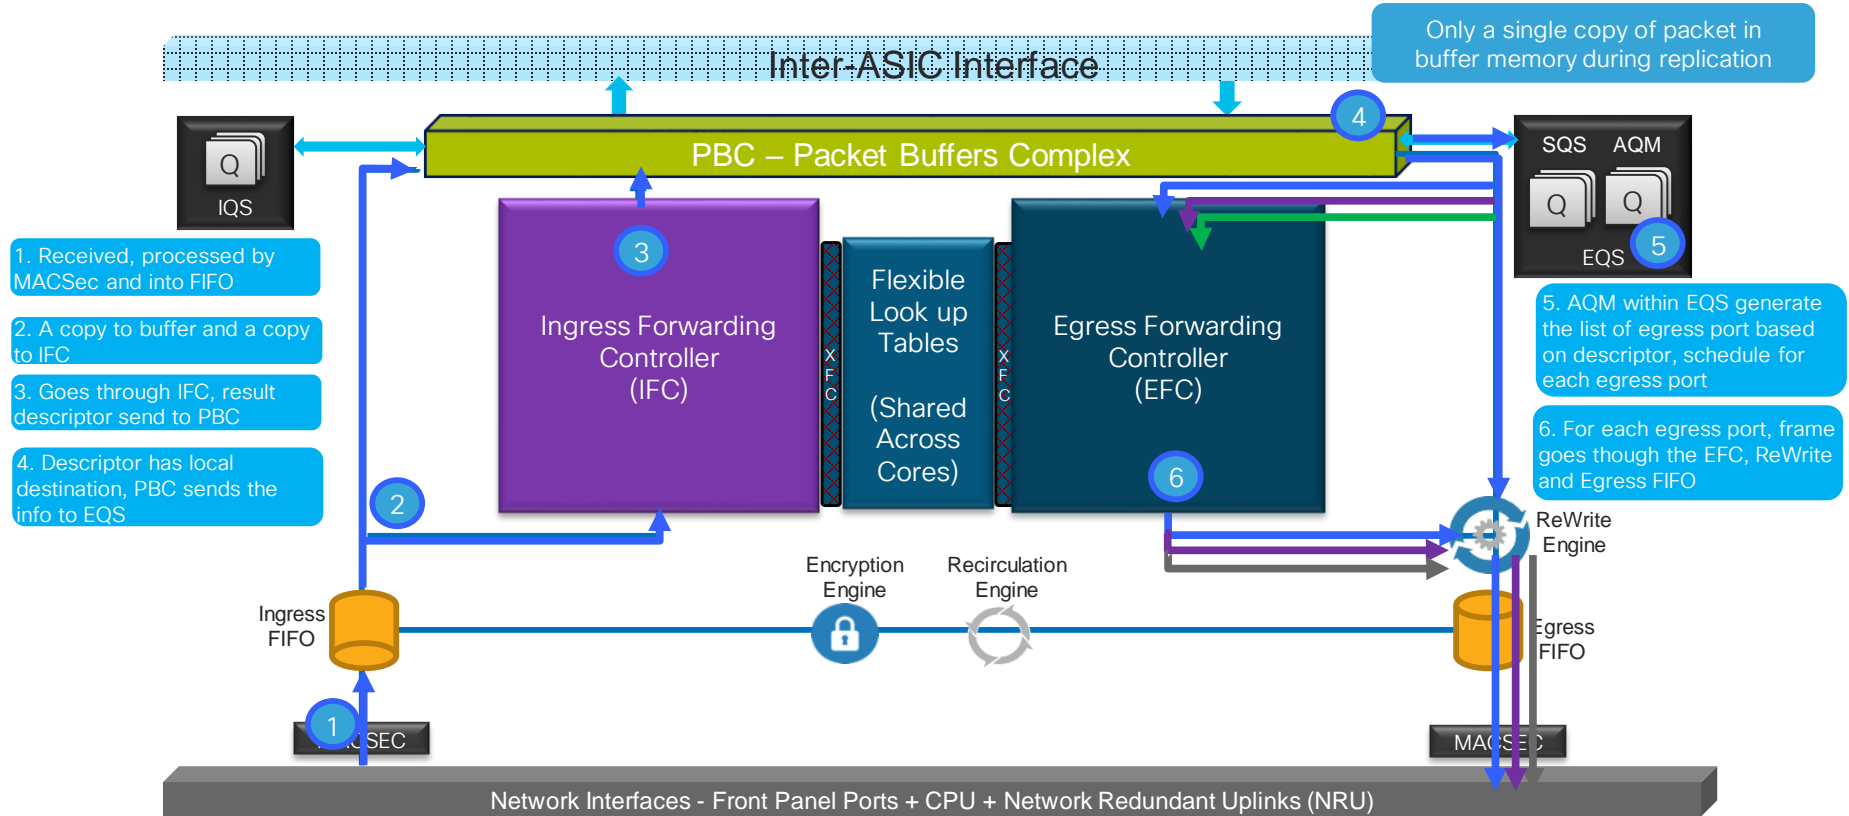 Only a single copy of packet in
buffer memory during replication
Inter-ASIC Interface
4
PBC – Packet Buffers Complex
Q
IQS
SQS AQM
Q Q
5
EQS
1. Received, processed by
MACSec and into FIFO
2. A copy to buffer and a copy
to IFC
3. Goes through IFC, result
descriptor send to PBC
4. Descriptor has local
destination, PBC sends the
info to EQS
3
Ingress Forwarding
Controller
(IFC)
X
F
C
Flexible
Look up
Tables
(Shared
Across
Cores)
X
F
C
Egress Forwarding
Controller
(EFC)
6
5. AQM within EQS generate
the list of egress port based
on descriptor, schedule for
each egress port
6. For each egress port, frame
goes though the EFC, ReWrite
and Egress FIFO
2
ReWrite
Engine
Encryption
Engine
Recirculation
Engine
Ingress
FIFO
Egress
FIFO
1
MACSEC
MACSEC
Network Interfaces - Front Panel Ports + CPU + Network Redundant Uplinks (NRU)